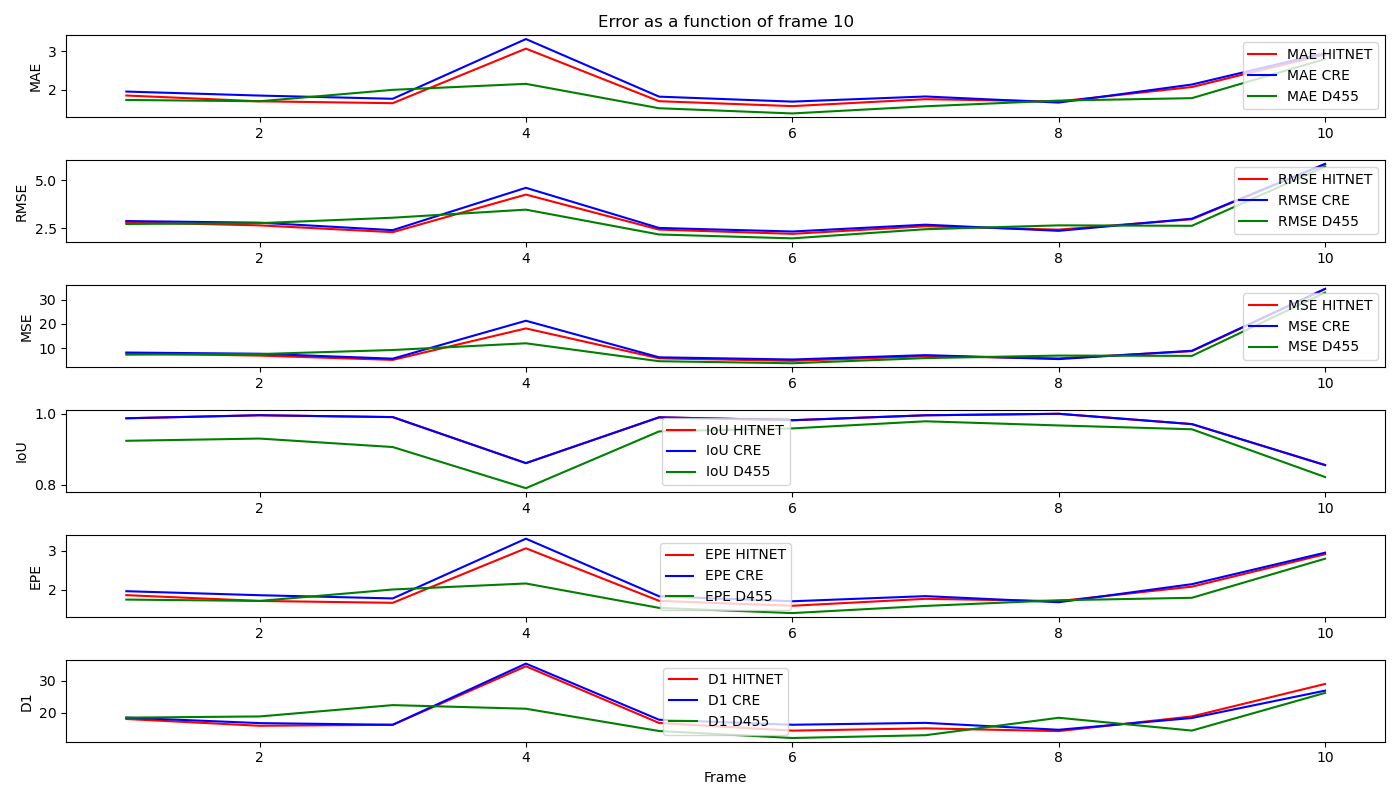 Error as a function of frame 10
MAE
3
2
MAE HITNET
MAE CRE
MAE D455
2 4 6 8 10
RMSE
5.0
2.5
RMSE HITNET
RMSE CRE
RMSE D455
2 4 6 8 10
MSE
30
20
10
MSE HITNET
MSE CRE
MSE D455
2 4 6 8 10
IoU
1.0
0.8
IoU HITNET
IoU CRE
IoU D455
2 4 6 8 10
EPE
3
2
EPE HITNET
EPE CRE
EPE D455
2 4 6 8 10
D1
30
20
D1 HITNET
D1 CRE
D1 D455
2 4 6 8 10
Frame